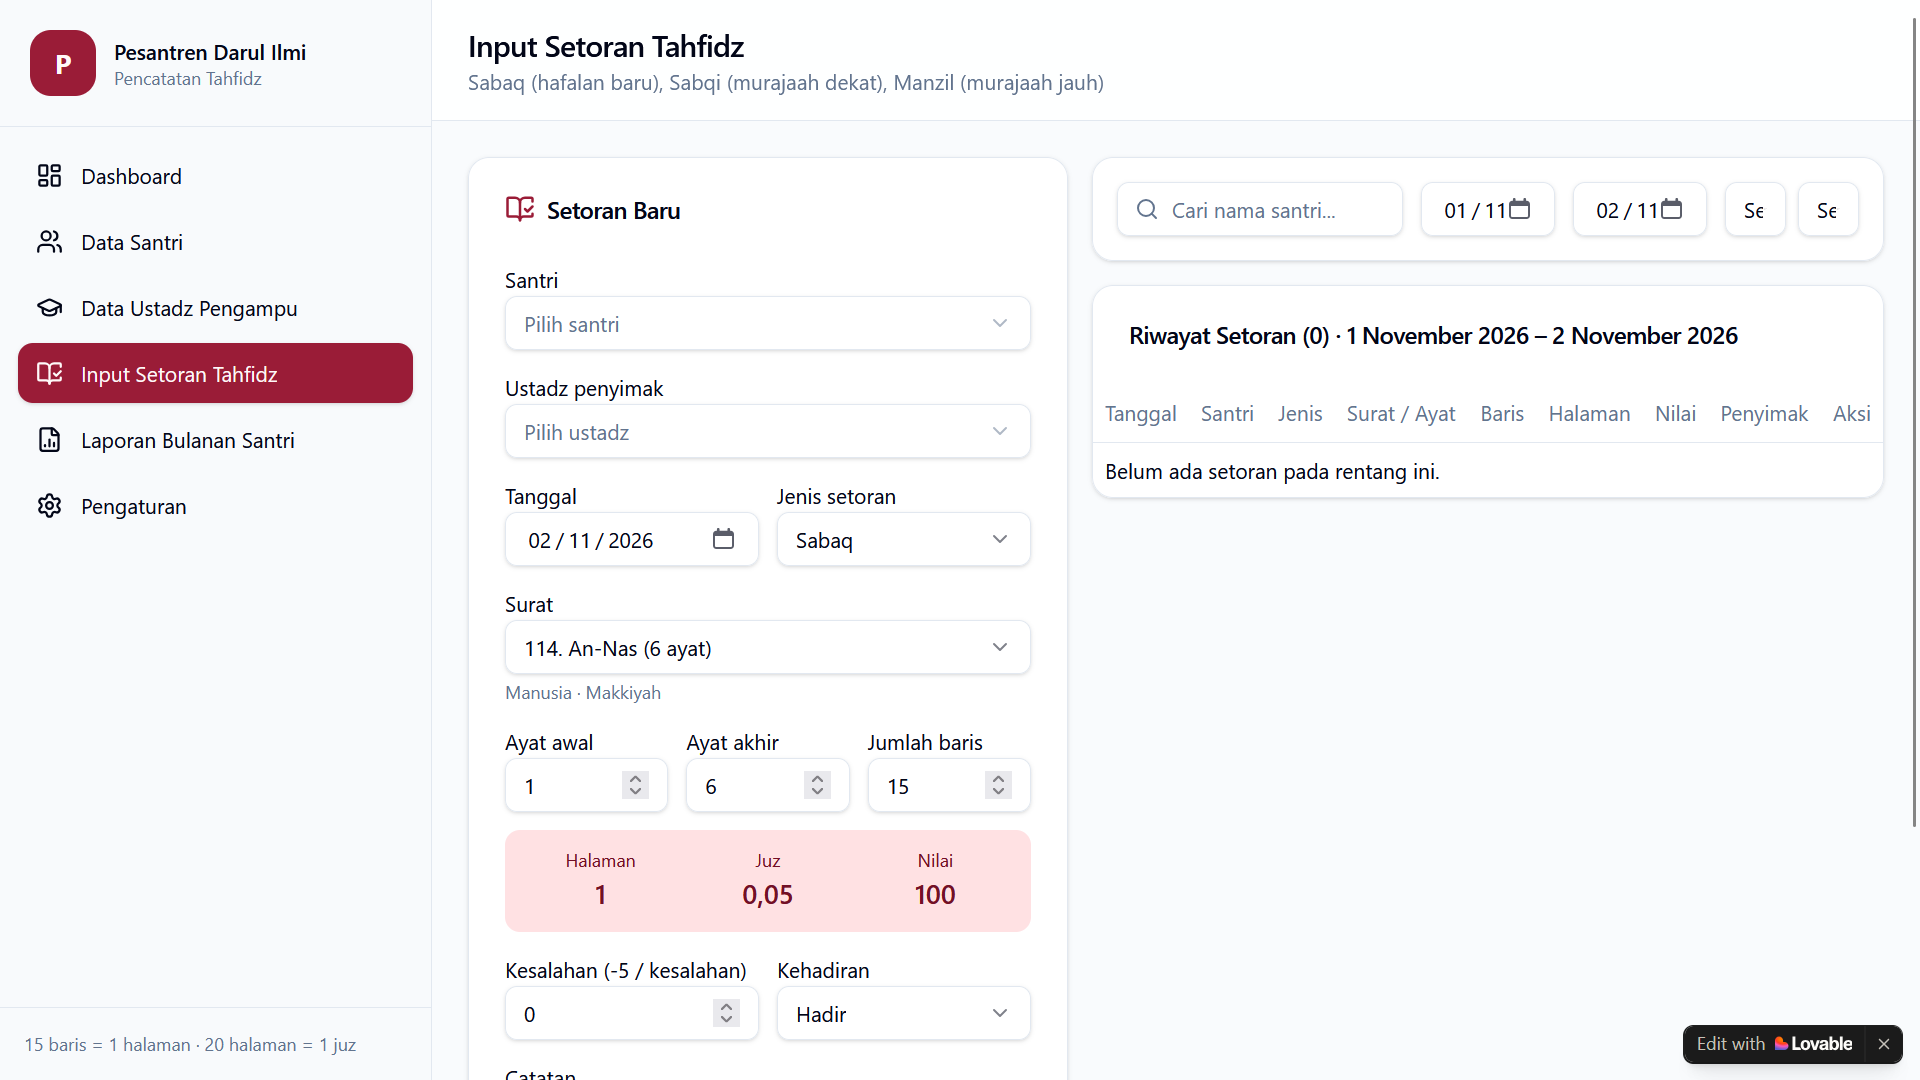 P
Pesantren Darul Ilmi
Pencatatan Tahfidz
Dashboard
Data Santri
Data Ustadz Pengampu
Input Setoran Tahfidz
Laporan Bulanan Santri
Pengaturan
15 baris = 1 halaman · 20 halaman = 1 juz
Input Setoran Tahfidz
Sabaq (hafalan baru), Sabqi (murajaah dekat), Manzil (murajaah jauh)
Setoran Baru
Santri
Pilih santri
Ustadz penyimak
Pilih ustadz
Tanggal Jenis setoran
02 / 11 / 2026 Sabaq
Surat
114. An-Nas (6 ayat)
Manusia · Makkiyah
Ayat awal Ayat akhir Jumlah baris
1 6 15
Halaman Juz Nilai
1 0,05 100
Kesalahan (-5 / kesalahan) Kehadiran
0 Hadir
Catatan
Cari nama santri... 01 / 11 02 / 11 Se Se
Riwayat Setoran (0) · 1 November 2026 – 2 November 2026
Tanggal Santri Jenis Surat / Ayat Baris Halaman Nilai Penyimak Aksi
Belum ada setoran pada rentang ini.
Edit with Lovable